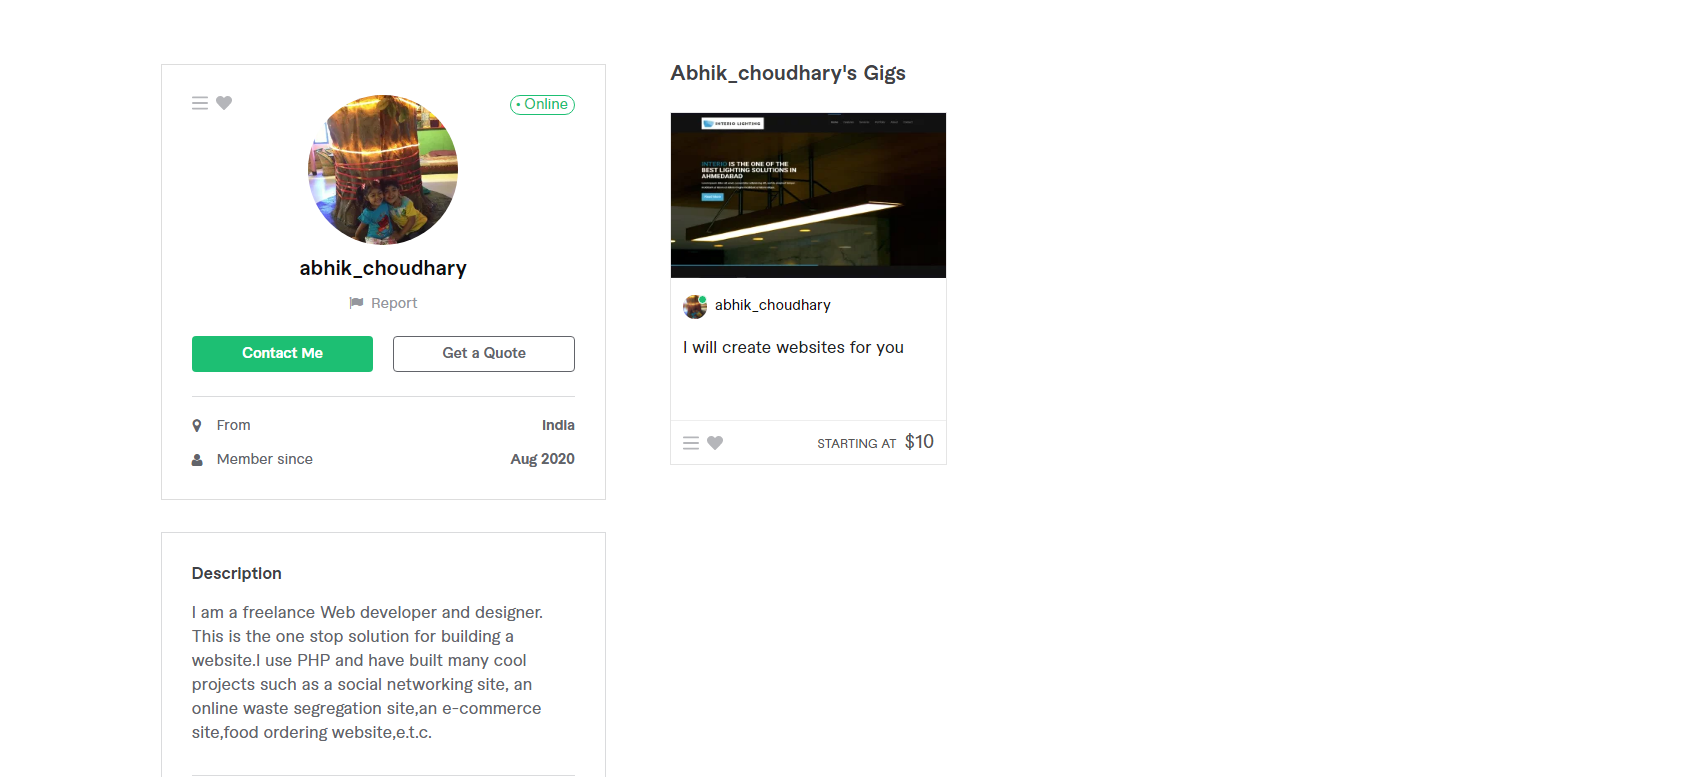 • Online
abhik_choudhary
Report
Contact Me
Get a Quote
From
India
Member since
Aug 2020
Description
I am a freelance Web developer and designer.
This is the one stop solution for building a
website.I use PHP and have built many cool
projects such as a social networking site, an
online waste segregation site,an e-commerce
site,food ordering website,e.t.c.
Abhik_choudhary's Gigs
INTERIO LIGHTING
INTERIO IS THE ONE OF THE
BEST LIGHTING SOLUTIONS IN
AHMEDABAD
abhik_choudhary
I will create websites for you
STARTING AT $10